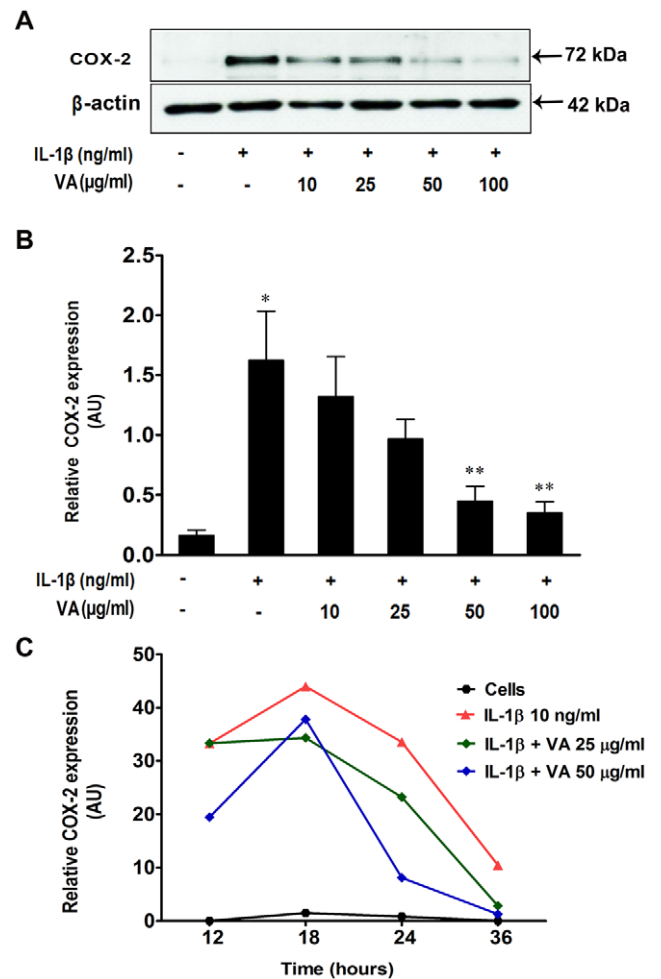 A
COX-2 72 kDa
β-actin 42 kDa
IL-1β (ng/ml) - + + + + +
VA (µg/ml) - - 10 25 50 100
B
Relative COX-2 expression
(AU)
2.5
2.0
*
1.5
1.0
0.5
** **
0.0
IL-1β (ng/ml) - + + + + +
VA (µg/ml) - - 10 25 50 100
C
Relative COX-2 expression
(AU)
50
40
30
20
10
0
Cells
IL-1β 10 ng/ml
IL-1β + VA 25 µg/ml
IL-1β + VA 50 µg/ml
12 18 24 36
Time (hours)